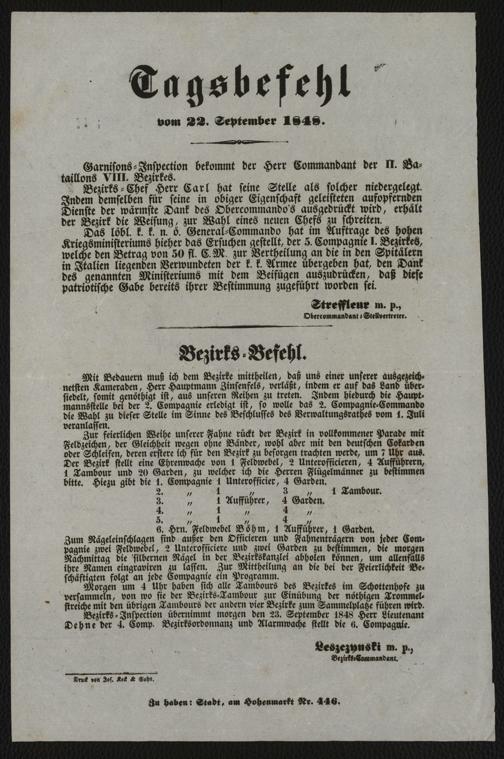 Tagsbefehl
vom 22. September 1848.
Garnisons-Inspection bekommt der Herr Commandant der II. Ba-
taillons VIII. Bezirkes.
Bezirks-Chef Herr Carl hat seine Stelle als solcher niedergelegt.
Indem demselben für seine in obiger Eigenschaft geleisteten aufopfernden
Dienste der wärmste Dank des Obercommando's ausgedrückt wird, erhält
der Bezirk die Weisung, zur Wahl eines neuen Chefs zu schreiten.
Das löbl. k. k. n. ö. General-Commando hat im Auftrage des hohen
Kriegsministeriums hieher das Ersuchen gestellt, der 5. Compagnie I. Bezirkes,
welche den Betrag von 50 fl. C. M. zur Vertheilung an die in den Spitälern
in Italien liegenden Verwundeten der k. k. Armee übergeben hat, den Dank
des genannten Ministeriums mit dem Beifügen auszudrücken, daß diese
patriotische Gabe bereits ihrer Bestimmung zugeführt worden sei.
Streffleur m. p.,
Obercommandant-Stellvertreter.
Bezirks-Befehl.
Mit Bedauern muß ich dem Bezirke mittheilen, daß uns einer unserer ausgezeich-
netsten Kameraden, Herr Hauptmann Zinsenfels, verläßt, indem er auf das Land über-
siedelt, somit genöthigt ist, aus unseren Reihen zu treten. Indem hiedurch die Haupt-
mannsstelle bei der 2. Compagnie erledigt ist, so wolle das 2. Compagnie-Commando
die Wahl zu dieser Stelle im Sinne des Beschlusses des Verwaltungsrathes vom 1. Juli
veranlassen.
Zur feierlichen Weihe unserer Fahne rückt der Bezirk in vollkommener Parade mit
Feldzeichen, der Gleichheit wegen ohne Bänder, wohl aber mit den deutschen Cokarden
oder Schleifen, deren erstere ich für den Bezirk zu besorgen trachten werde, um 7 Uhr aus.
Der Bezirk stellt eine Ehrenwache von 1 Feldwebel, 2 Unterofficieren, 4 Aufführern,
1 Tambour und 20 Garden, zu welcher ich die Herren Flügelmänner zu bestimmen
bitte. Hiezu gibt die 1. Compagnie 1 Unterofficier, 4 Garden.
2. „ 1 „ 3 „ 1 Tambour.
3. „ 1 Aufführer, 4 Garden.
4. „ 1 „ 4 „
5. „ 1 „ 4 „
6. Hrn. Feldwebel Böhm, 1 Aufführer, 1 Garden.
Zum Nägeleinschlagen sind außer den Officieren und Fahnenträgern von jeder Com-
pagnie zwei Feldwebel, 2 Unterofficiere und zwei Garden zu bestimmen, die morgen
Nachmittag die silbernen Nägel in der Bezirkskanzlei abholen können, um allenfalls
ihre Namen eingraviren zu lassen. Zur Mittheilung an die bei der Feierlichkeit Be-
schäftigten folgt an jede Compagnie ein Programm.
Morgen um 4 Uhr haben sich alle Tambours des Bezirkes im Schottenhofe zu
versammeln, von wo sie der Bezirks-Tambour zur Einübung der nöthigen Trommel-
streiche mit den übrigen Tambours der andern vier Bezirke zum Sammelplatze führen wird.
Bezirks-Inspection übernimmt morgen den 23. September 1848 Herr Lieutenant
Dehne der 4. Comp. Bezirksordonnanz und Alarmwache stellt die 6. Compagnie.
Leszczynski m. p.,
Bezirks-Commandant.
Druck von Jos. Keck & Sohn.
Zu haben: Stadt, am Hohenmarkt Nr. 446.